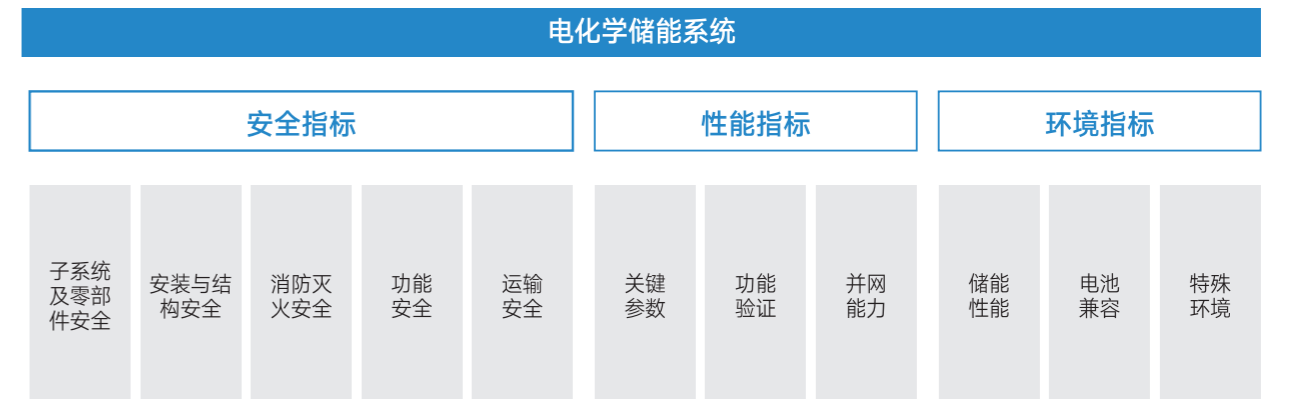 电化学储能系统
安全指标
性能指标
环境指标
子系统
及零部
件安全
安装与结
构安全
消防灭
火安全
功能
安全
运输
安全
关键
参数
功能
验证
并网
能力
储能
性能
电池
兼容
特殊
环境